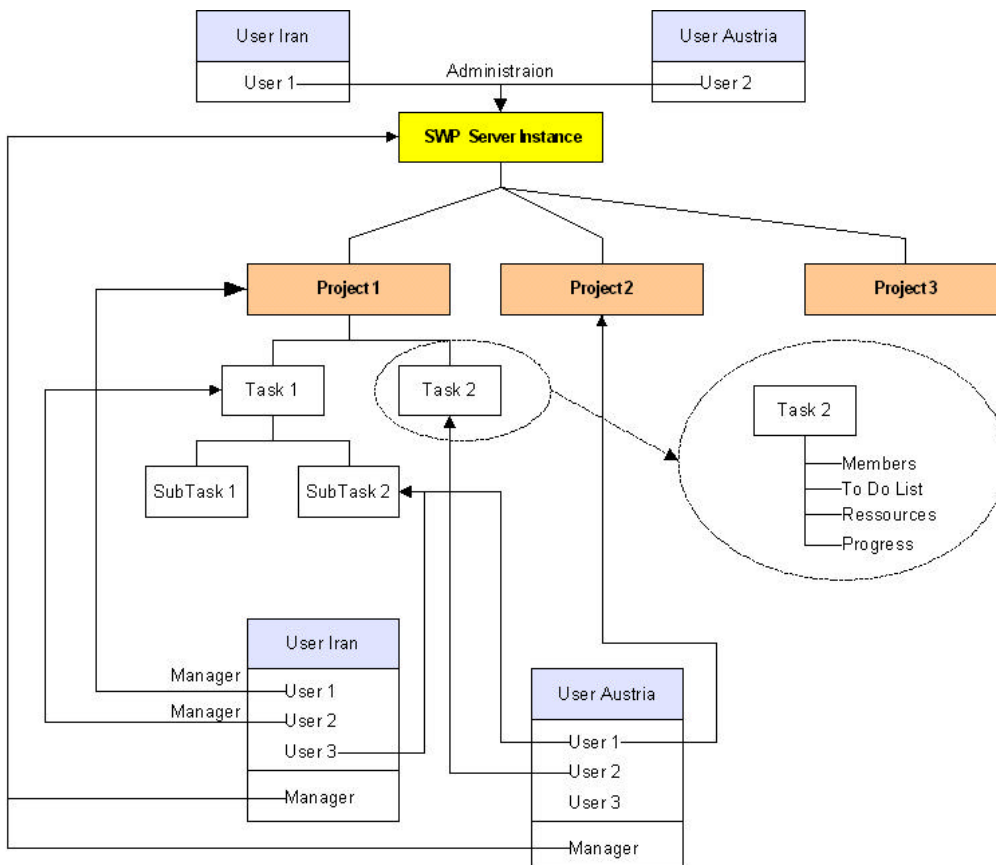 User Iran
User Austria
User 1
Administraion
User 2
SWP Server Instance
Project 1
Project 2
Project 3
Task 1
Task 2
Task 2
Members
To Do List
Ressources
Progress
SubTask 1
SubTask 2
User Iran
Manager
User 1
Manager
User 2
User 3
Manager
User Austria
User 1
User 2
User 3
Manager